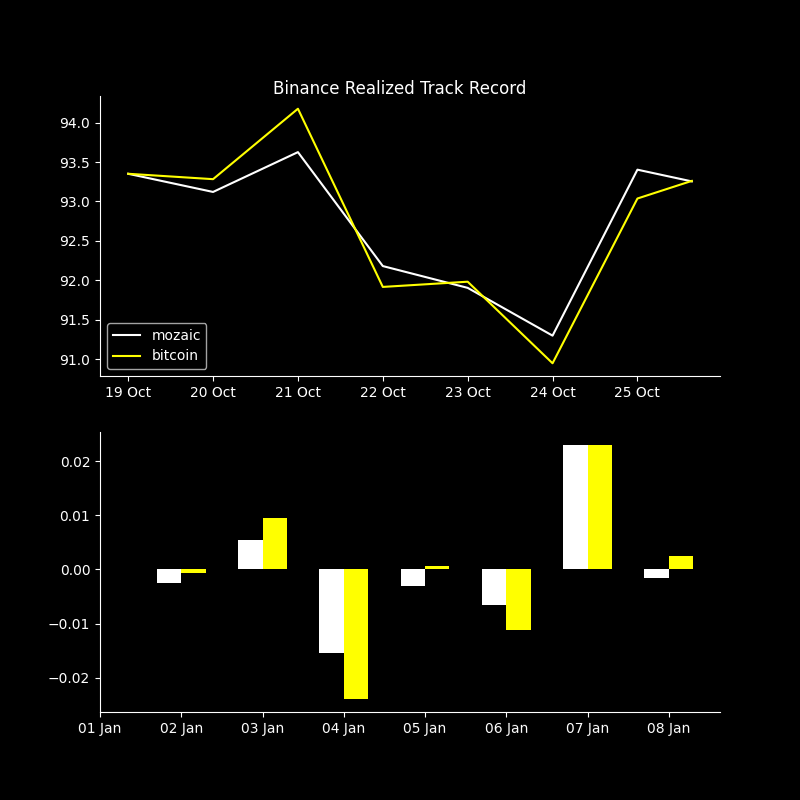 Binance Realized Track Record
94.0
93.5
93.0
92.5
92.0
91.5
91.0
mozaic
bitcoin
19 Oct 20 Oct 21 Oct 22 Oct 23 Oct 24 Oct 25 Oct
0.02
0.01
0.00
−0.01
−0.02
01 Jan 02 Jan 03 Jan 04 Jan 05 Jan 06 Jan 07 Jan 08 Jan